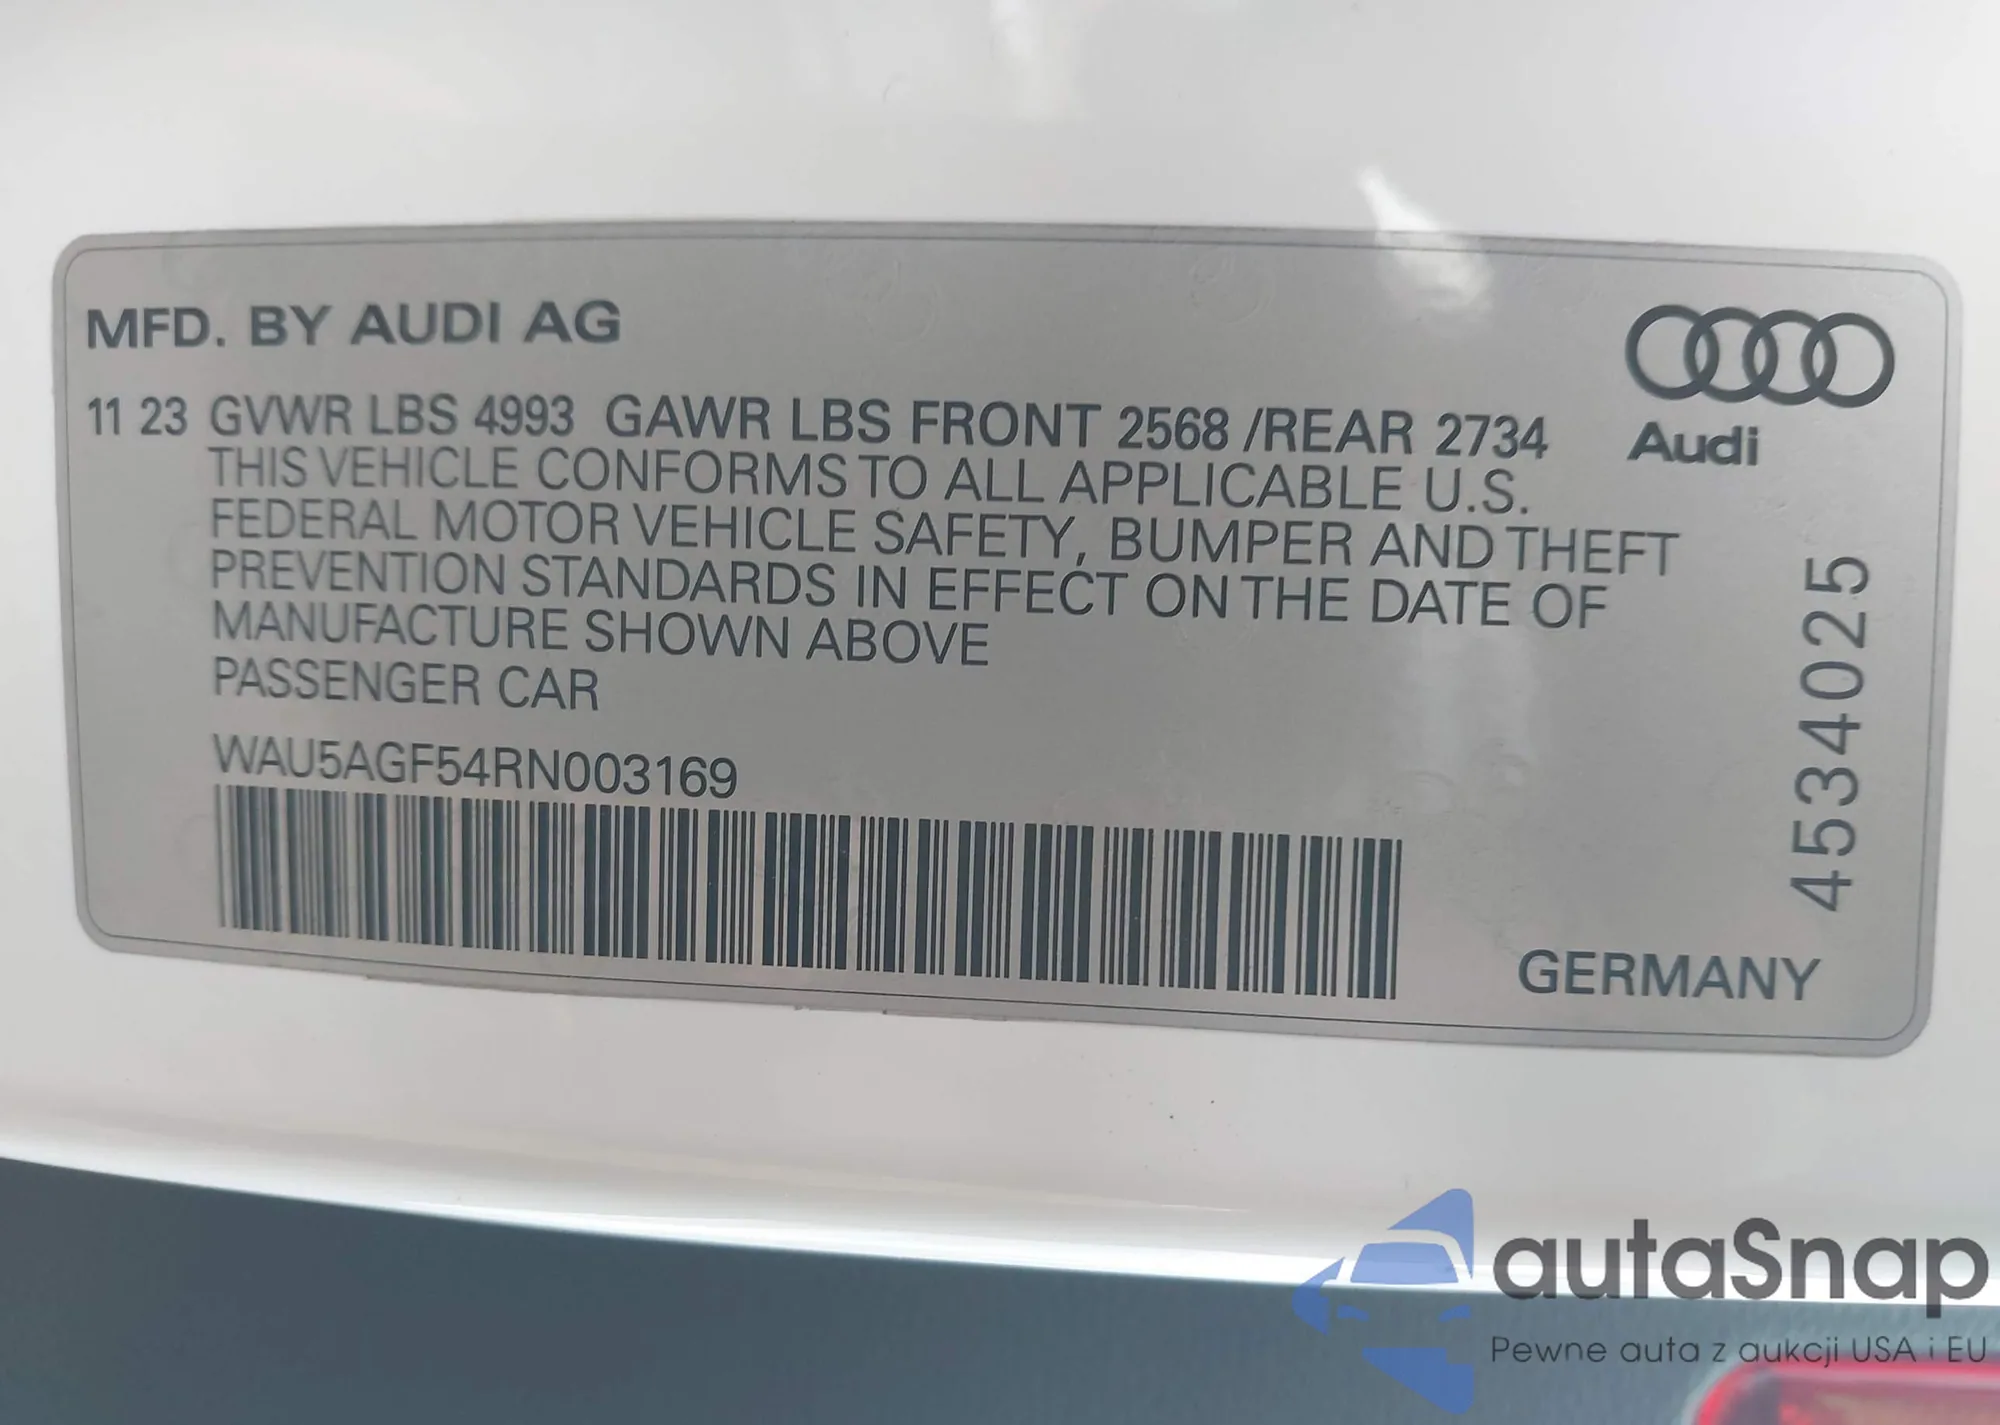 MFD. BY AUDI AG
11 23 GVWR LBS 4993 GAWR LBS FRONT 2568 /REAR 2734
THIS VEHICLE CONFORMS TO ALL APPLICABLE U.S.
FEDERAL MOTOR VEHICLE SAFETY, BUMPER AND THEFT
PREVENTION STANDARDS IN EFFECT ON THE DATE OF
MANUFACTURE SHOWN ABOVE
PASSENGER CAR
WAU5AGF54RN003169
Audi
4534025
GERMANY
autaSnap
Pewne auta z aukcji USA i EU